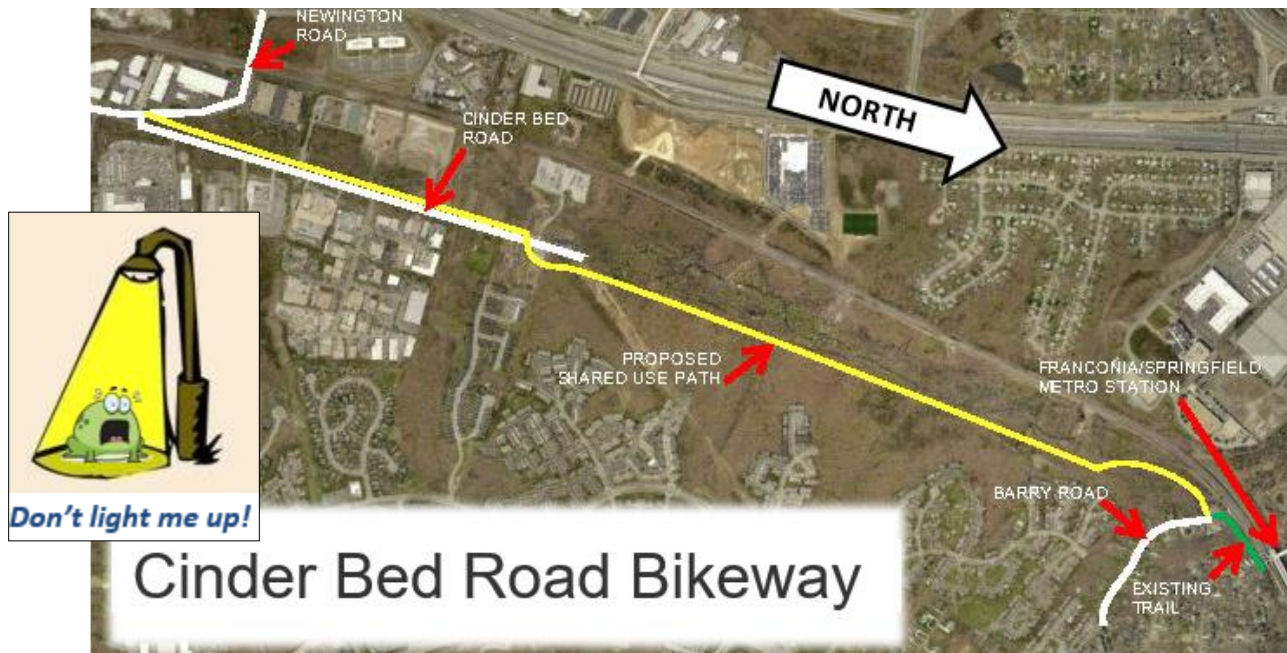 NEWINGTON
ROAD
CINDER BED
ROAD
NORTH
PROPOSED
SHARED USE PATH
FRANCONIA/SPRINGFIELD
METRO STATION
BARRY ROAD
EXISTING
TRAIL
Don't light me up!
Cinder Bed Road Bikeway